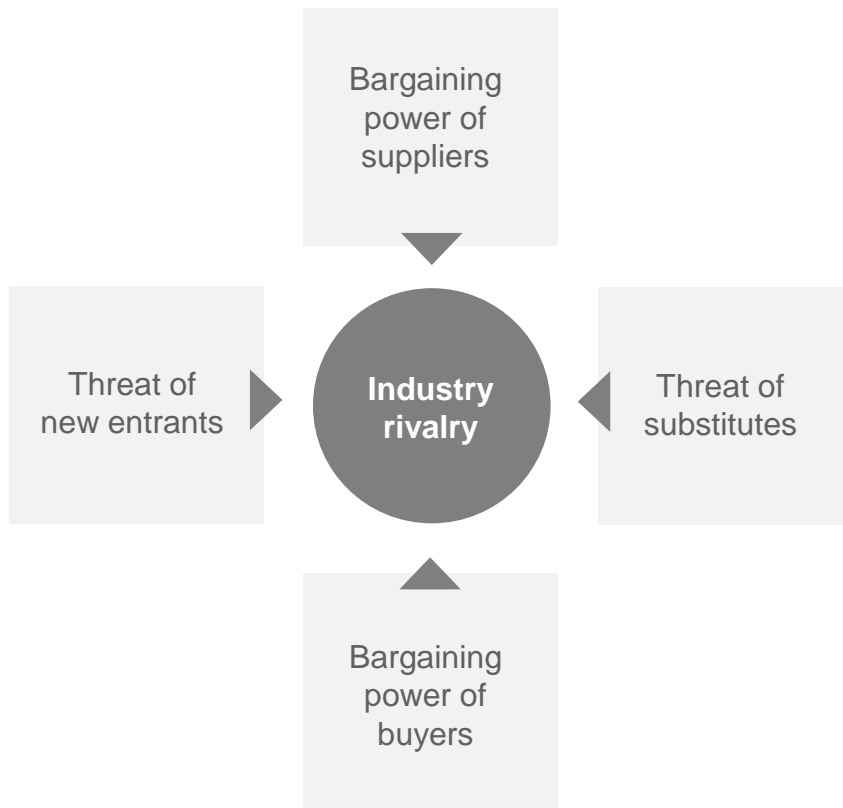 Bargaining
power of
suppliers
Threat of
new entrants
Industry
rivalry
Threat of
substitutes
Bargaining
power of
buyers